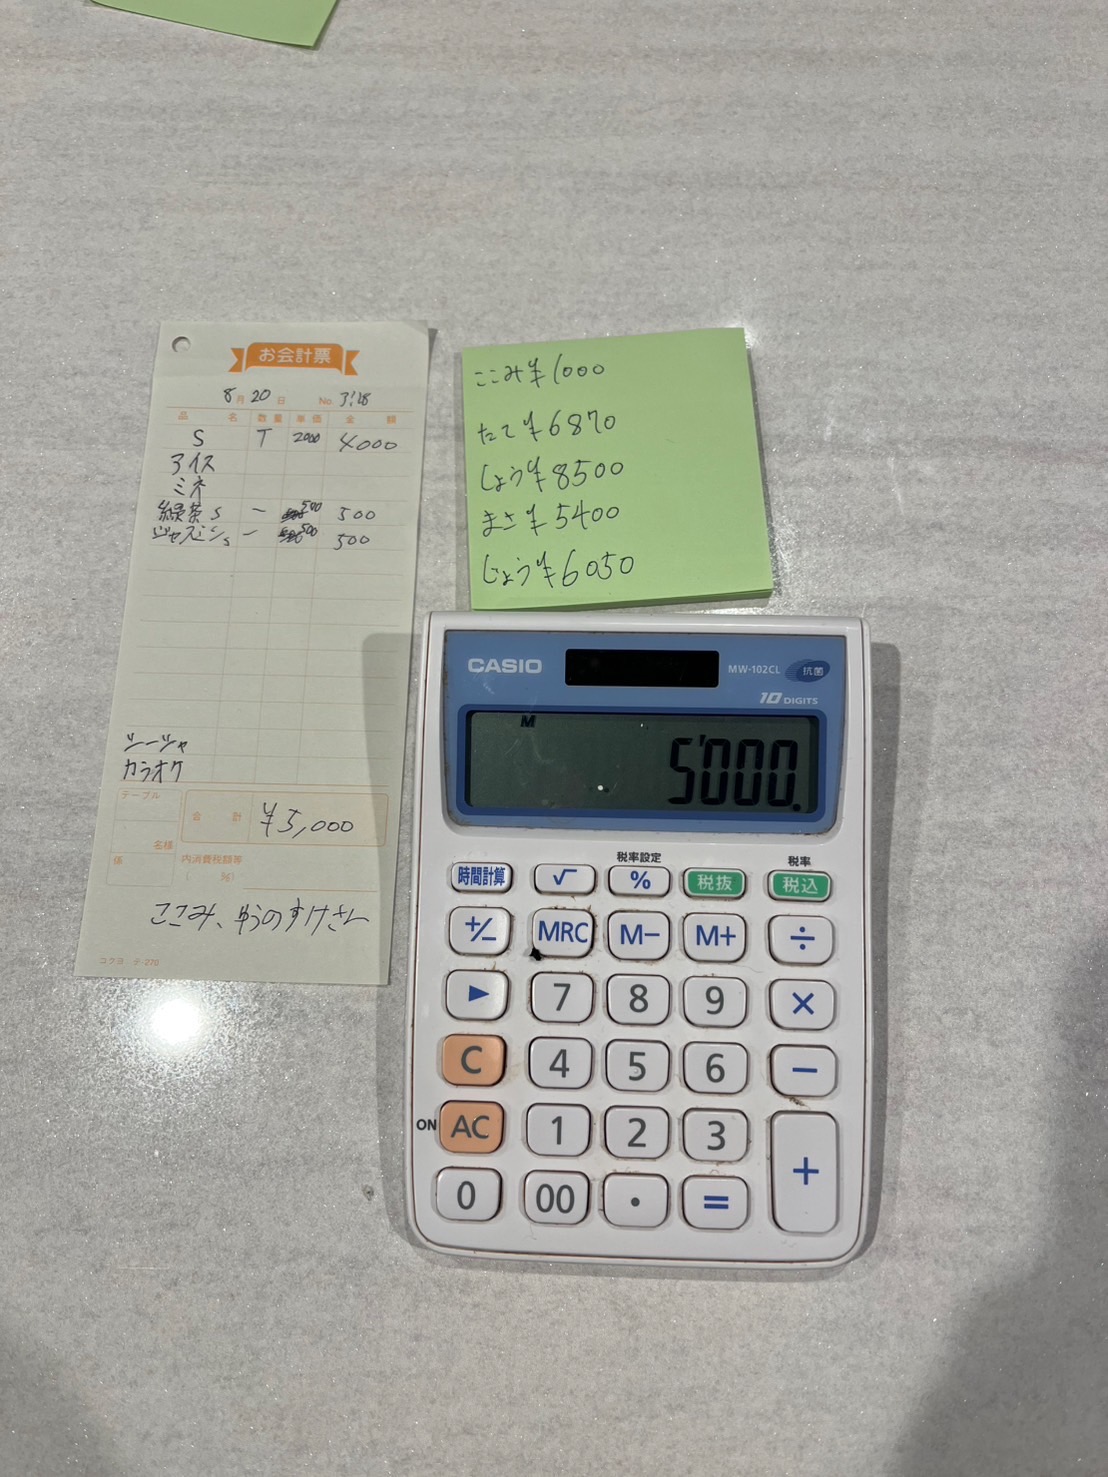 お会計票
8月20日 No. 3:18
品名 数量 単価 金額
S T 2000 4000
アイス
ミネ
緑茶S 一 500 500
ジャスミンS 一 500 500
シーシャ
カラオケ
テーブル
合計 ¥5,000
名様
係
内消費税額等
( %)
ここみ、ゆうのすけさん
コクヨ テ-270
ここみ¥1000
たて¥6870
しょう¥8500
まさ¥5400
じょう¥6050
CASIO MW-102CL 抗菌
10 DIGITS
M
5'000.
税率設定 税率
時間計算 √ % 税抜 税込
+/− MRC M− M+ ÷
▶ 7 8 9 ×
C 4 5 6 −
ON AC 1 2 3 +
0 00 • =